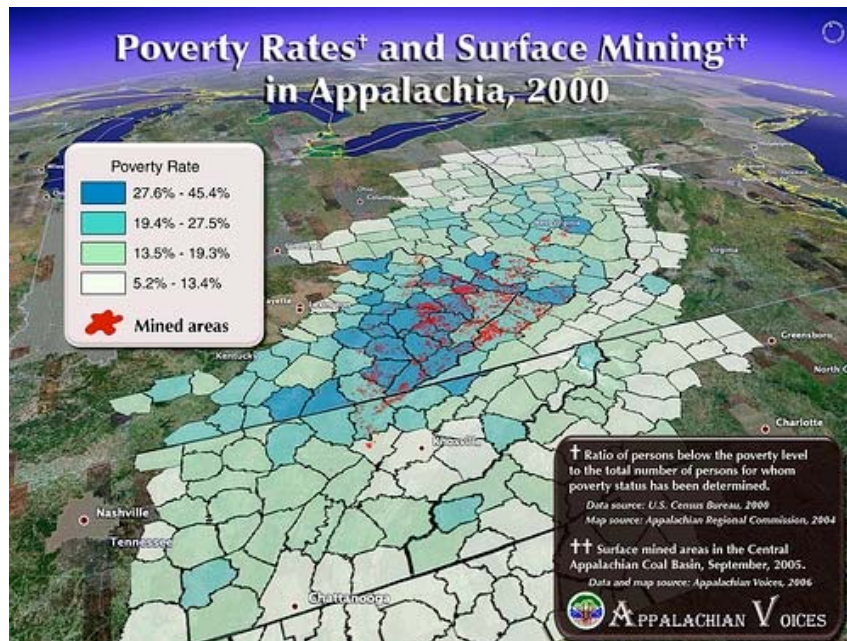 Poverty Rates† and Surface Mining††
in Appalachia, 2000
Poverty Rate
27.6% - 45.4%
19.4% - 27.5%
13.5% - 19.3%
5.2% - 13.4%
Mined areas
Virginia
Kentucky
Greensboro
Charlotte
Knoxville
Nashville
Tennessee
Chattanooga
† Ratio of persons below the poverty level
to the total number of persons for whom
poverty status has been determined.
Data source: U.S. Census Bureau, 2000
Map source: Appalachian Regional Commission, 2004
†† Surface mined areas in the Central
Appalachian Coal Basin, September, 2005.
Data and map source: Appalachian Voices, 2006
APPALACHIAN VOICES